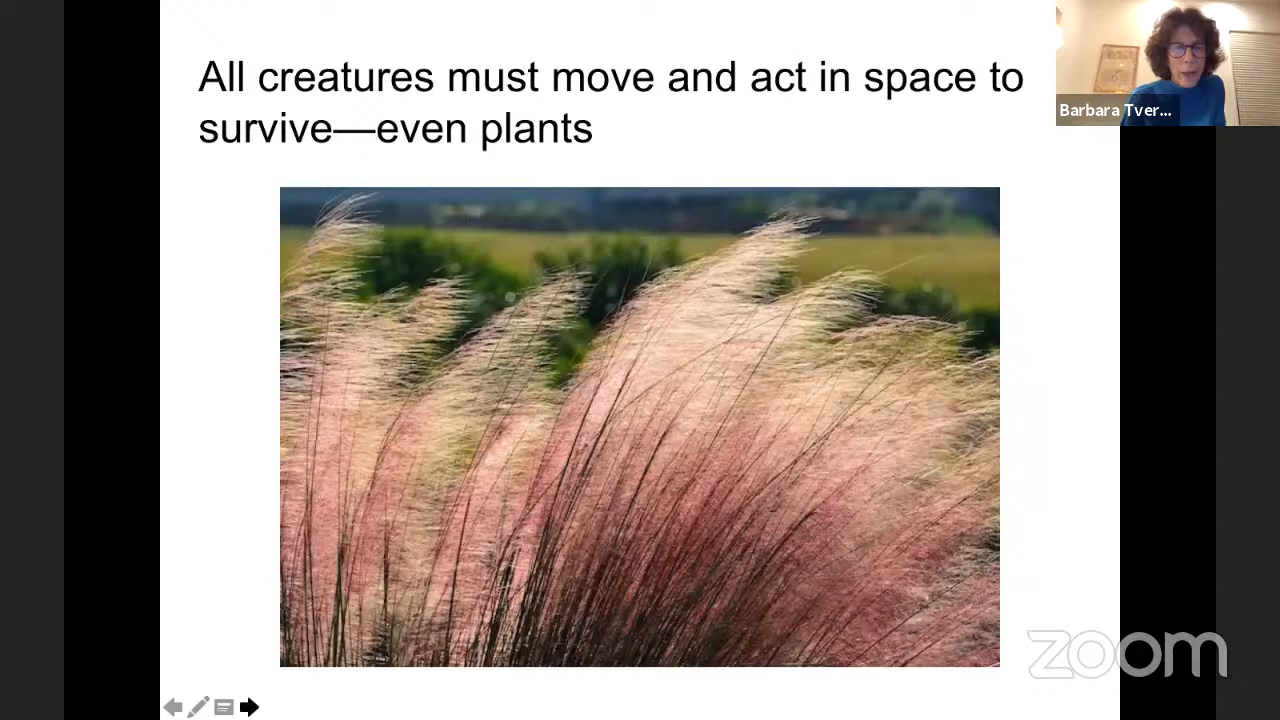 All creatures must move and act in space to
survive—even plants
Barbara Tver...
zoom